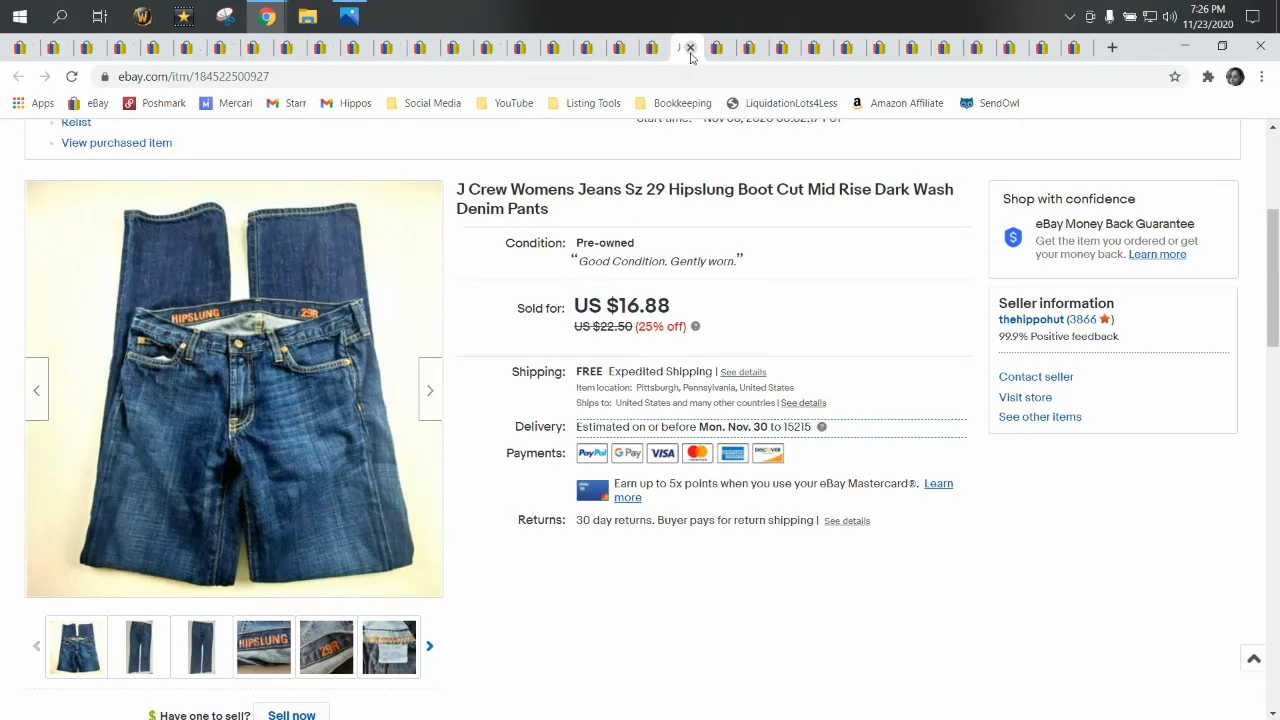 7:26 PM
11/23/2020
J
ebay.com/itm/184522500927
Apps eBay Poshmark Mercari Starr Hippos Social Media YouTube Listing Tools Bookkeeping LiquidationLots4Less Amazon Affiliate SendOwl
Relist
View purchased item
J Crew Womens Jeans Sz 29 Hipslung Boot Cut Mid Rise Dark Wash
Denim Pants
Condition: Pre-owned
“Good Condition. Gently worn.”
Sold for: US $16.88
US $22.50 (25% off)
Shipping: FREE Expedited Shipping | See details
Item location: Pittsburgh, Pennsylvania, United States
Ships to: United States and many other countries | See details
Delivery: Estimated on or before Mon. Nov. 30 to 15215
Payments: PayPal G Pay VISA MasterCard AMERICAN EXPRESS DISCOVER
Earn up to 5x points when you use your eBay Mastercard®. Learn
more
Returns: 30 day returns. Buyer pays for return shipping | See details
Shop with confidence
eBay Money Back Guarantee
Get the item you ordered or get
your money back. Learn more
Seller information
thehippohut (3866)
99.9% Positive feedback
Contact seller
Visit store
See other items
HIPSLUNG 29R
HIPSLUNG 29R
Have one to sell? Sell now